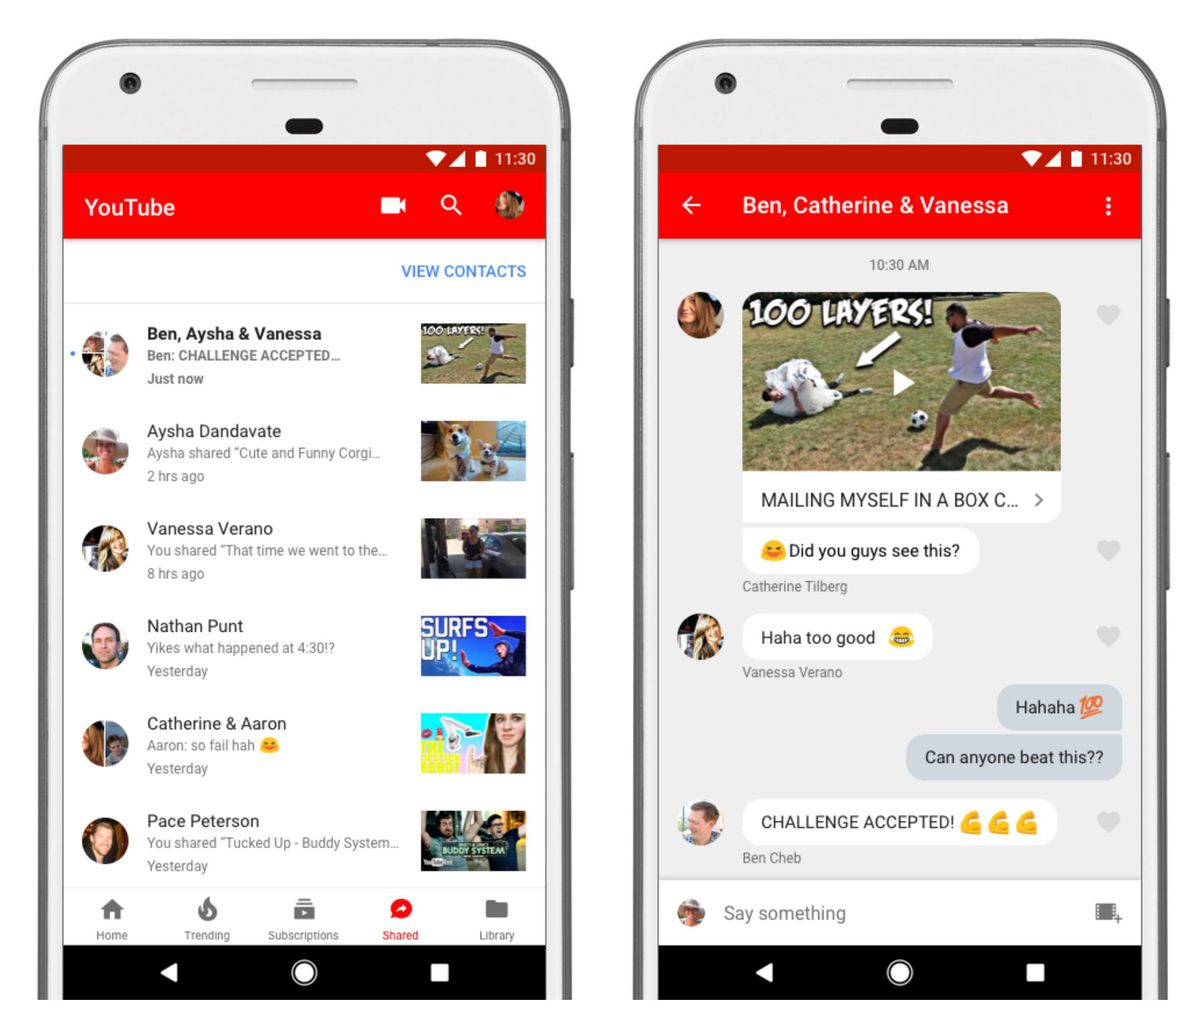 11:30
YouTube
VIEW CONTACTS
Ben, Aysha & Vanessa
Ben: CHALLENGE ACCEPTED...
Just now
100 LAYERS!
Aysha Dandavate
Aysha shared “Cute and Funny Corgi...
2 hrs ago
Vanessa Verano
You shared “That time we went to the...
8 hrs ago
Nathan Punt
Yikes what happened at 4:30!?
Yesterday
SURFS
UP!
Catherine & Aaron
Aaron: so fail hah 😆
Yesterday
THE
LIPSTICK
ROBOT
Pace Peterson
You shared “Tucked Up - Buddy System...
Yesterday
BUDDY SYSTEM
Home
Trending
Subscriptions
Shared
Library
11:30
Ben, Catherine & Vanessa
10:30 AM
100 LAYERS!
MAILING MYSELF IN A BOX C...
😆 Did you guys see this?
Catherine Tilberg
Haha too good 😂
Vanessa Verano
Hahaha 💯
Can anyone beat this??
CHALLENGE ACCEPTED! 💪💪💪
Ben Cheb
Say something